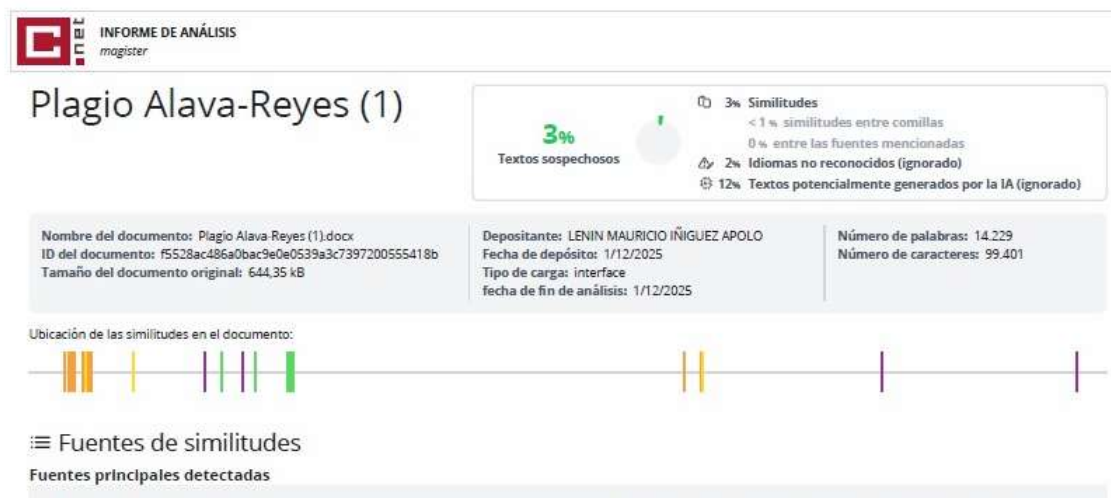 C.net
INFORME DE ANÁLISIS
magister
Plagio Alava-Reyes (1)
3%
Textos sospechosos
3% Similitudes
< 1 % similitudes entre comillas
0 % entre las fuentes mencionadas
2% Idiomas no reconocidos (ignorado)
12% Textos potencialmente generados por la IA (ignorado)
Nombre del documento: Plagio Alava-Reyes (1).docx
ID del documento: f5528ac486a0bac9e0e0539a3c7397200555418b
Tamaño del documento original: 644,35 kB
Depositante: LENIN MAURICIO IÑIGUEZ APOLO
Fecha de depósito: 1/12/2025
Tipo de carga: interface
fecha de fin de análisis: 1/12/2025
Número de palabras: 14.229
Número de caracteres: 99.401
Ubicación de las similitudes en el documento:
Fuentes de similitudes
Fuentes principales detectadas